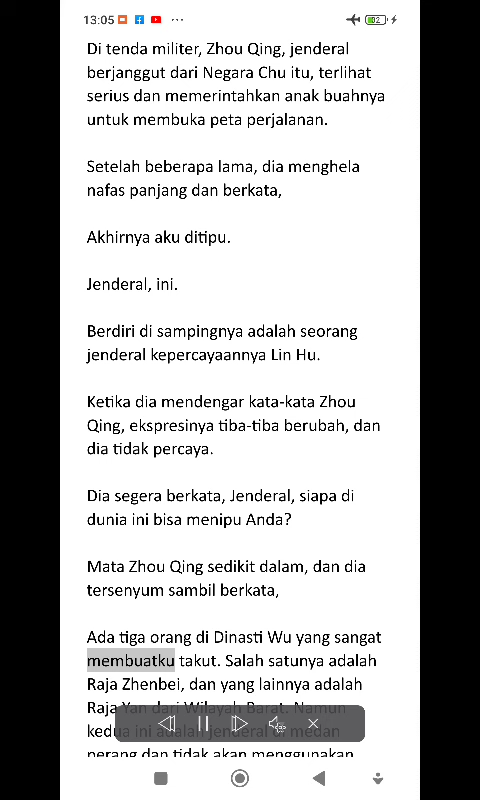 13:05
02
Di tenda militer, Zhou Qing, jenderal
berjanggut dari Negara Chu itu, terlihat
serius dan memerintahkan anak buahnya
untuk membuka peta perjalanan.
Setelah beberapa lama, dia menghela
nafas panjang dan berkata,
Akhirnya aku ditipu.
Jenderal, ini.
Berdiri di sampingnya adalah seorang
jenderal kepercayaannya Lin Hu.
Ketika dia mendengar kata-kata Zhou
Qing, ekspresinya tiba-tiba berubah, dan
dia tidak percaya.
Dia segera berkata, Jenderal, siapa di
dunia ini bisa menipu Anda?
Mata Zhou Qing sedikit dalam, dan dia
tersenyum sambil berkata,
Ada tiga orang di Dinasti Wu yang sangat
membuatku takut. Salah satunya adalah
Raja Zhenbei, dan yang lainnya adalah
Raja Yan dari Wilayah Barat. Namun
kedua ini adalah jenderal di medan
perang dan tidak akan menggunakan